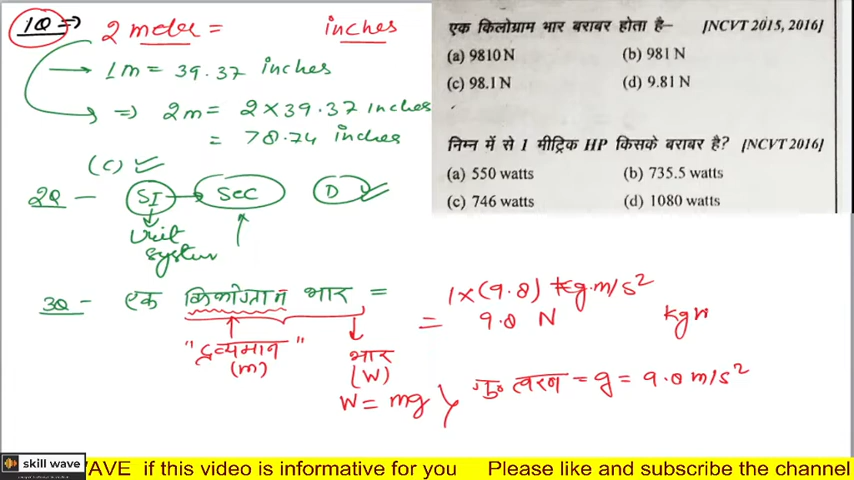 1Q ⇒ 2 meter = inches
→ 1m = 39.37 inches
⇒ 2m = 2 × 39.37 inches
= 78.74 inches
(C) ✓
2Q - SI → Sec D ✓
Unit
system
3Q - एक किलोग्राम भार =
"द्रव्यमान"
(m)
भार
(W)
W = mg
= 1 × (9.8) kg.m/s²
9.8 N
गु० त्वरण = g = 9.8 m/s²
एक किलोग्राम भार बराबर होता है– [NCVT 2015, 2016]
(a) 9810 N (b) 981 N
(c) 98.1 N (d) 9.81 N
निम्न में से 1 मीट्रिक HP किसके बराबर है? [NCVT 2016]
(a) 550 watts (b) 735.5 watts
(c) 746 watts (d) 1080 watts
skill wave
WAVE if this video is informative for you Please like and subscribe the channel